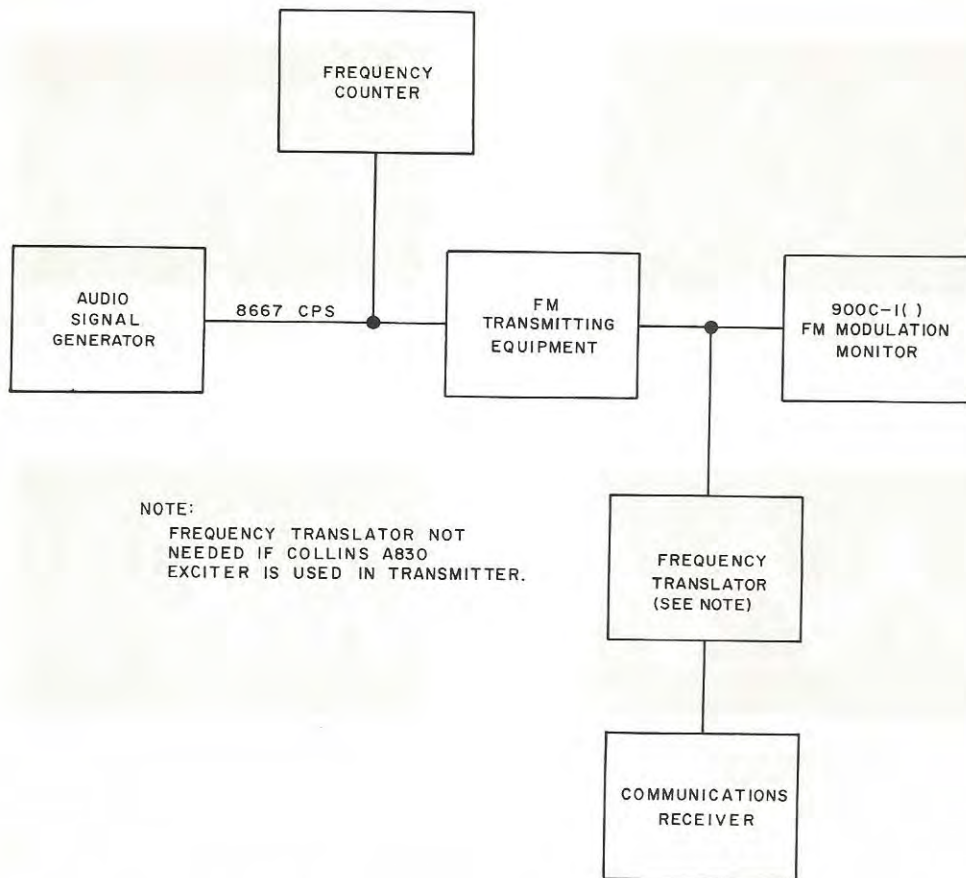 FREQUENCY
COUNTER
AUDIO
SIGNAL
GENERATOR
8667 CPS
FM
TRANSMITTING
EQUIPMENT
900C-1( )
FM MODULATION
MONITOR
NOTE:
FREQUENCY TRANSLATOR NOT
NEEDED IF COLLINS A830
EXCITER IS USED IN TRANSMITTER.
FREQUENCY
TRANSLATOR
(SEE NOTE)
COMMUNICATIONS
RECEIVER